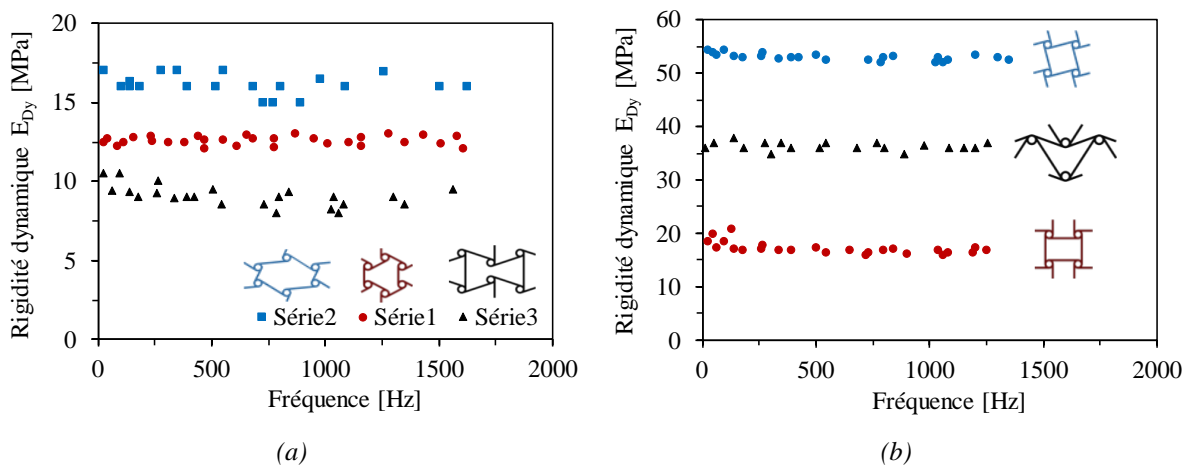 Rigidité dynamique E_Dy [MPa]
20
15
10
5
0
Série2 Série1 Série3
0 500 1000 1500 2000
Fréquence [Hz]
(a)
Rigidité dynamique E_Dy [MPa]
60
50
40
30
20
10
0
0 500 1000 1500 2000
Fréquence [Hz]
(b)